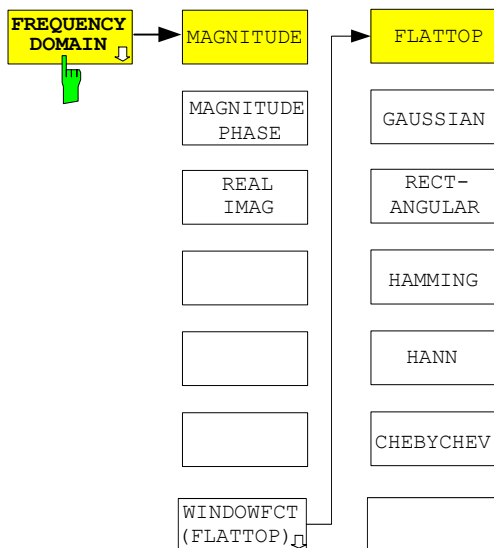 FREQUENCY
DOMAIN
MAGNITUDE
MAGNITUDE
PHASE
REAL
IMAG
WINDOWFCT
(FLATTOP)
FLATTOP
GAUSSIAN
RECT-
ANGULAR
HAMMING
HANN
CHEBYCHEV